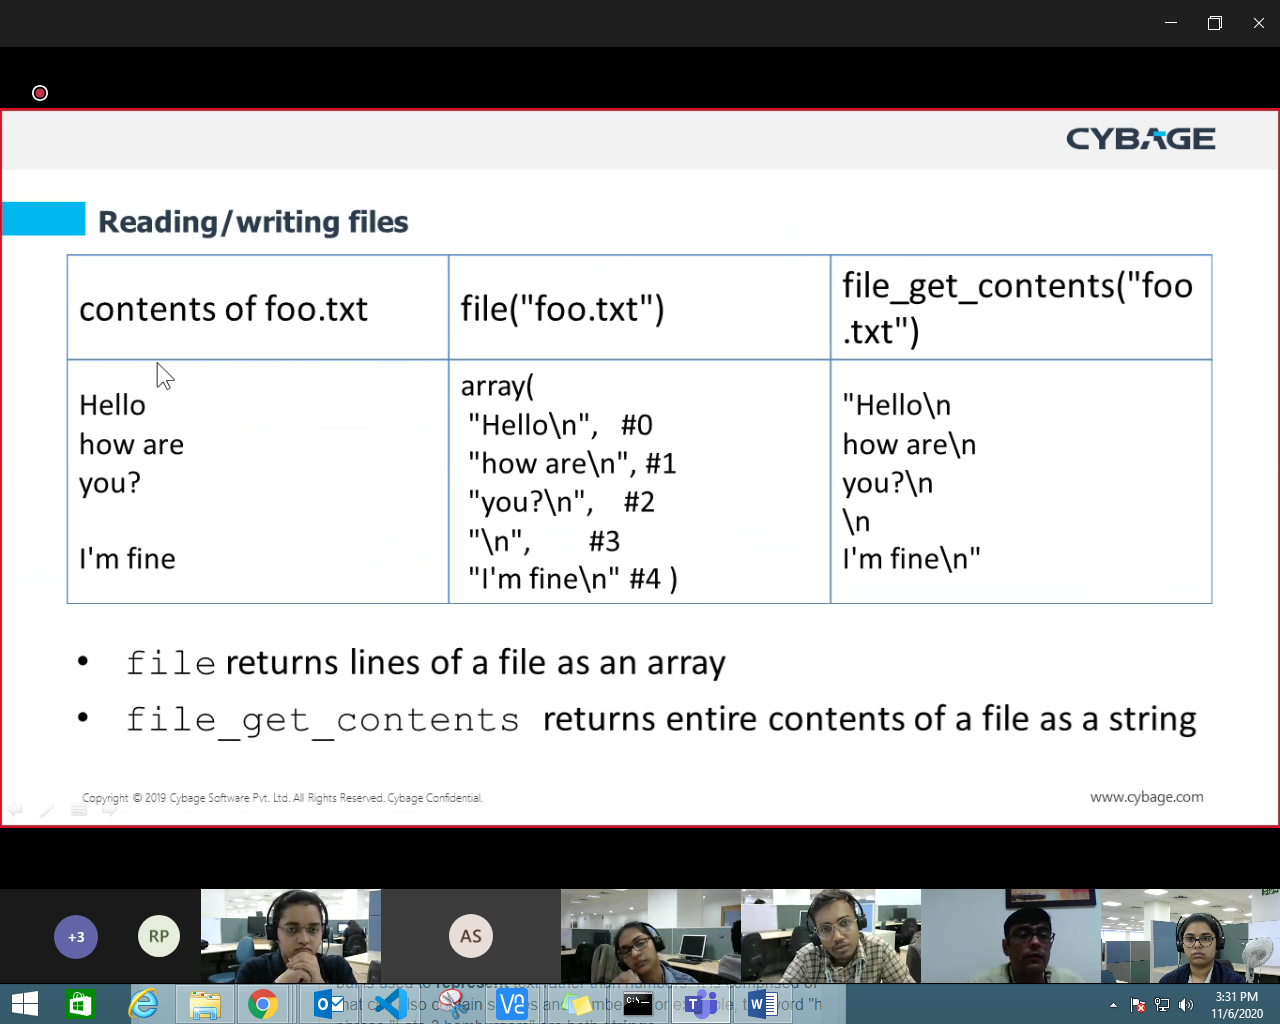 CYBAGE
Reading/writing files
contents of foo.txt
file("foo.txt")
file_get_contents("foo
.txt")
Hello
how are
you?
I'm fine
array(
"Hello\n", #0
"how are\n", #1
"you?\n", #2
"\n", #3
"I'm fine\n" #4 )
"Hello\n
how are\n
you?\n
\n
I'm fine\n"
• file returns lines of a file as an array
• file_get_contents returns entire contents of a file as a string
Copyright © 2019 Cybage Software Pvt. Ltd. All Rights Reserved. Cybage Confidential.
www.cybage.com
+3
RP
AS
3:31 PM
11/6/2020